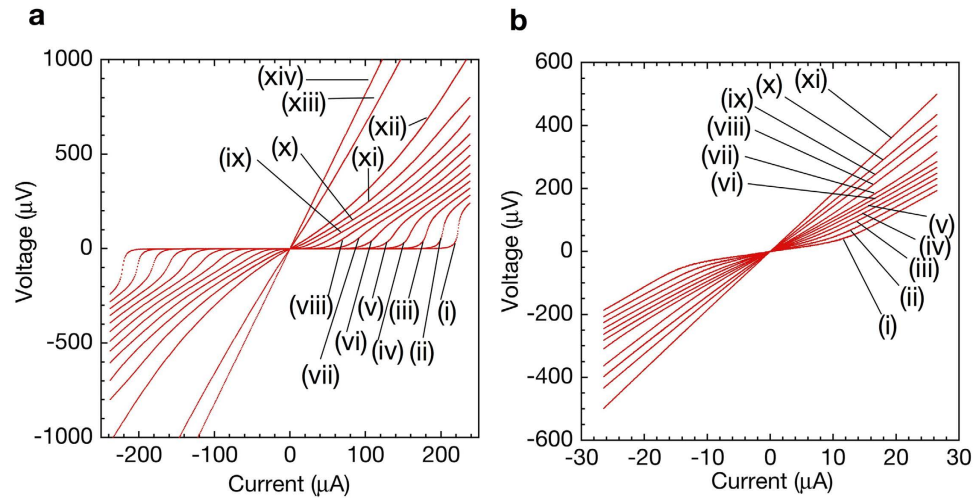 a
1000
500
0
-500
-1000
Voltage (μV)
-200 -100 0 100 200
Current (μA)
(xiv)
(xiii)
(xii)
(xi)
(x)
(ix)
(viii)
(vii)
(vi)
(v)
(iv)
(iii)
(ii)
(i)
b
600
400
200
0
-200
-400
-600
Voltage (μV)
-30 -20 -10 0 10 20 30
Current (μA)
(xi)
(x)
(ix)
(viii)
(vii)
(vi)
(v)
(iv)
(iii)
(ii)
(i)